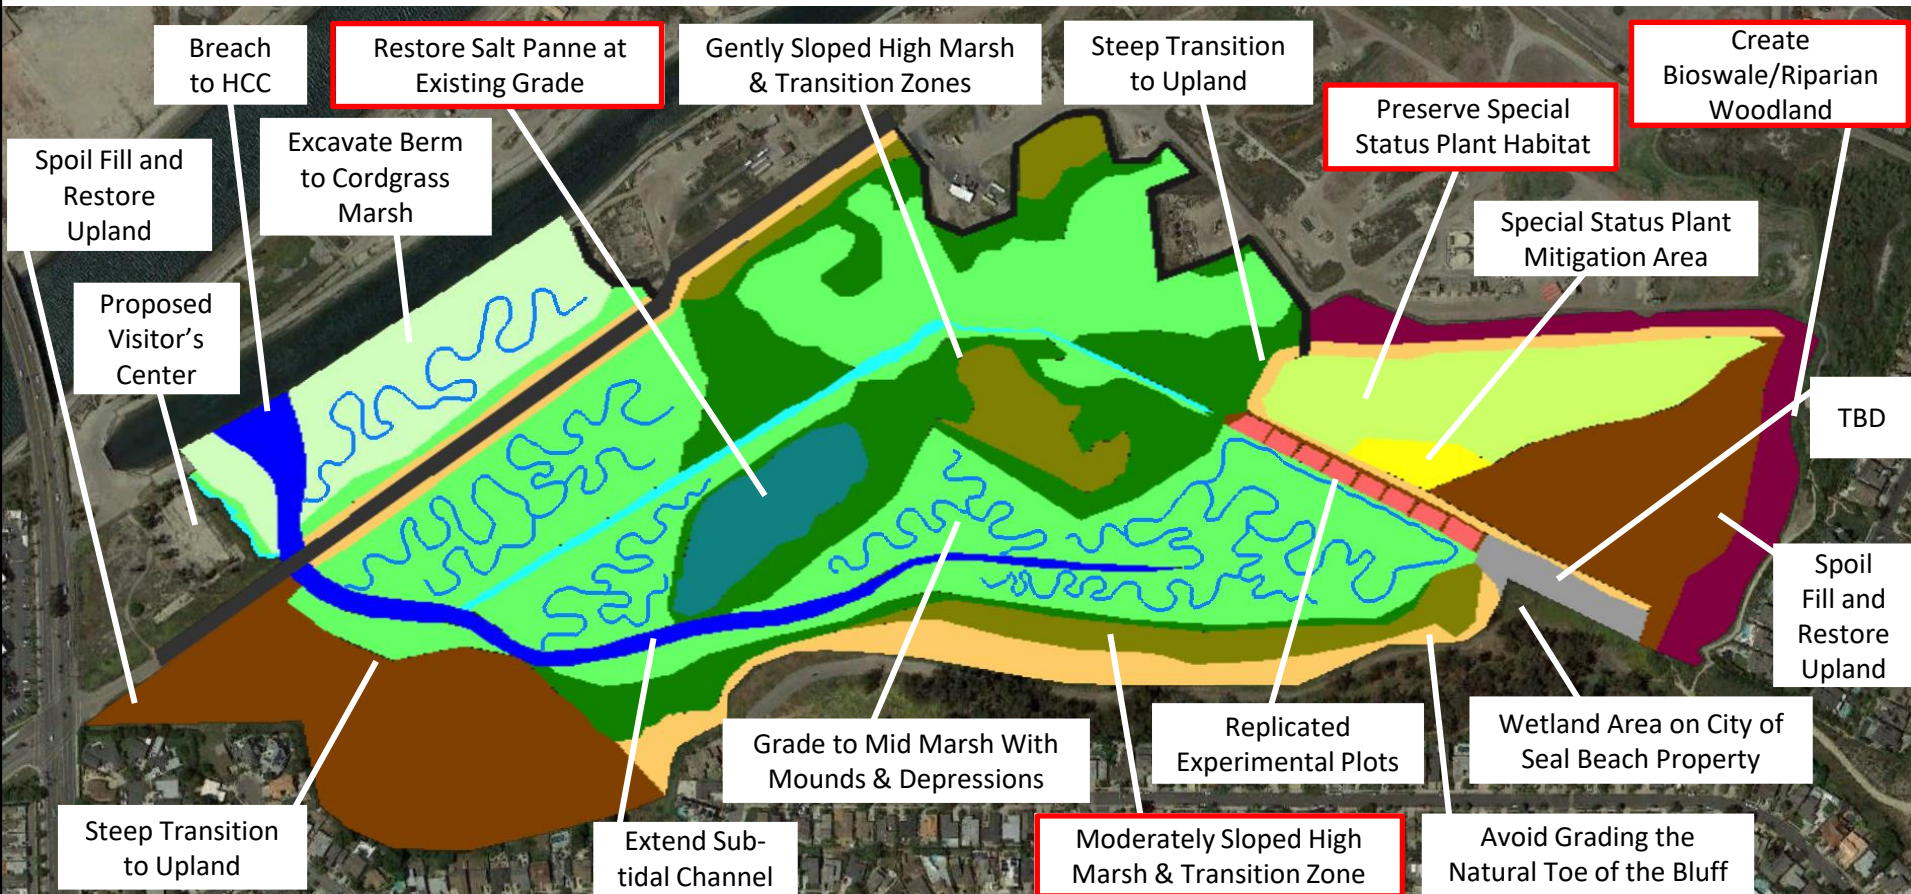 Breach
to HCC
Restore Salt Panne at
Existing Grade
Gently Sloped High Marsh
& Transition Zones
Steep Transition
to Upland
Create
Bioswale/Riparian
Woodland
Preserve Special
Status Plant Habitat
Spoil Fill and
Restore
Upland
Excavate Berm
to Cordgrass
Marsh
Special Status Plant
Mitigation Area
Proposed
Visitor's
Center
TBD
Spoil
Fill and
Restore
Upland
Grade to Mid Marsh With
Mounds & Depressions
Replicated
Experimental Plots
Wetland Area on City of
Seal Beach Property
Steep Transition
to Upland
Extend Sub-
tidal Channel
Moderately Sloped High
Marsh & Transition Zone
Avoid Grading the
Natural Toe of the Bluff